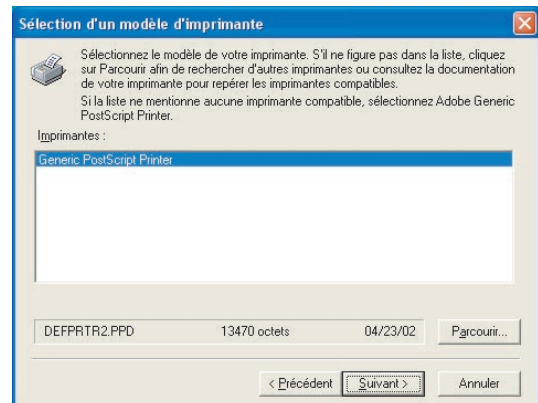 Sélection d'un modèle d'imprimante
Sélectionnez le modèle de votre imprimante. S'il ne figure pas dans la liste, cliquez
sur Parcourir afin de rechercher d'autres imprimantes ou consultez la documentation
de votre imprimante pour repérer les imprimantes compatibles.
Si la liste ne mentionne aucune imprimante compatible, sélectionnez Adobe Generic
PostScript Printer.
Imprimantes :
Generic PostScript Printer
DEFPRTR2.PPD 13470 octets 04/23/02 Parcourir...
< Précédent Suivant > Annuler